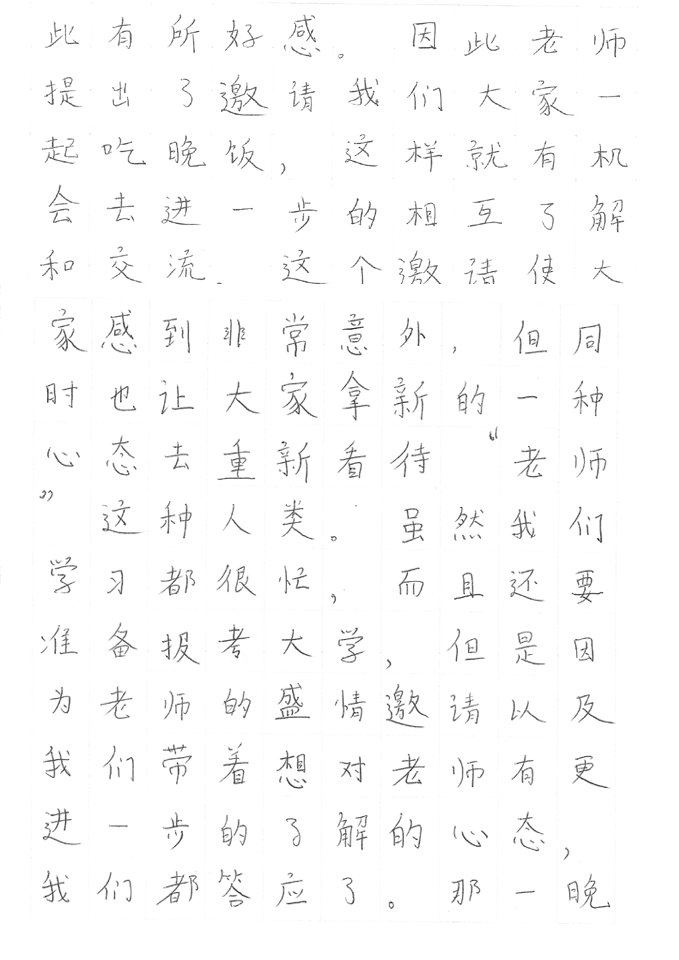 此有所好感。因此老师
提出了邀请我们大家一
起吃晚饭，这样就有机
会去进一步的相互了解
和交流．这个邀请使大
家感到非常意外，但同
时也让大家拿新的一种
心态去重新看待“老师
”这种人类。虽然我们
学习都很忙，而且还要
准备报考大学，但是因
为老师的盛情邀请以及
我们带着想对老师有更
进一步的了解的心态，
我们都答应了。那一晚